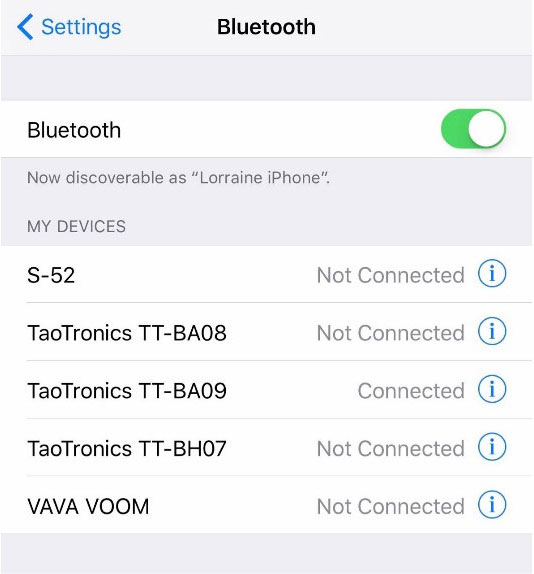 Settings Bluetooth
Bluetooth
Now discoverable as “Lorraine iPhone”.
MY DEVICES
S-52 Not Connected
TaoTronics TT-BA08 Not Connected
TaoTronics TT-BA09 Connected
TaoTronics TT-BH07 Not Connected
VAVA VOOM Not Connected